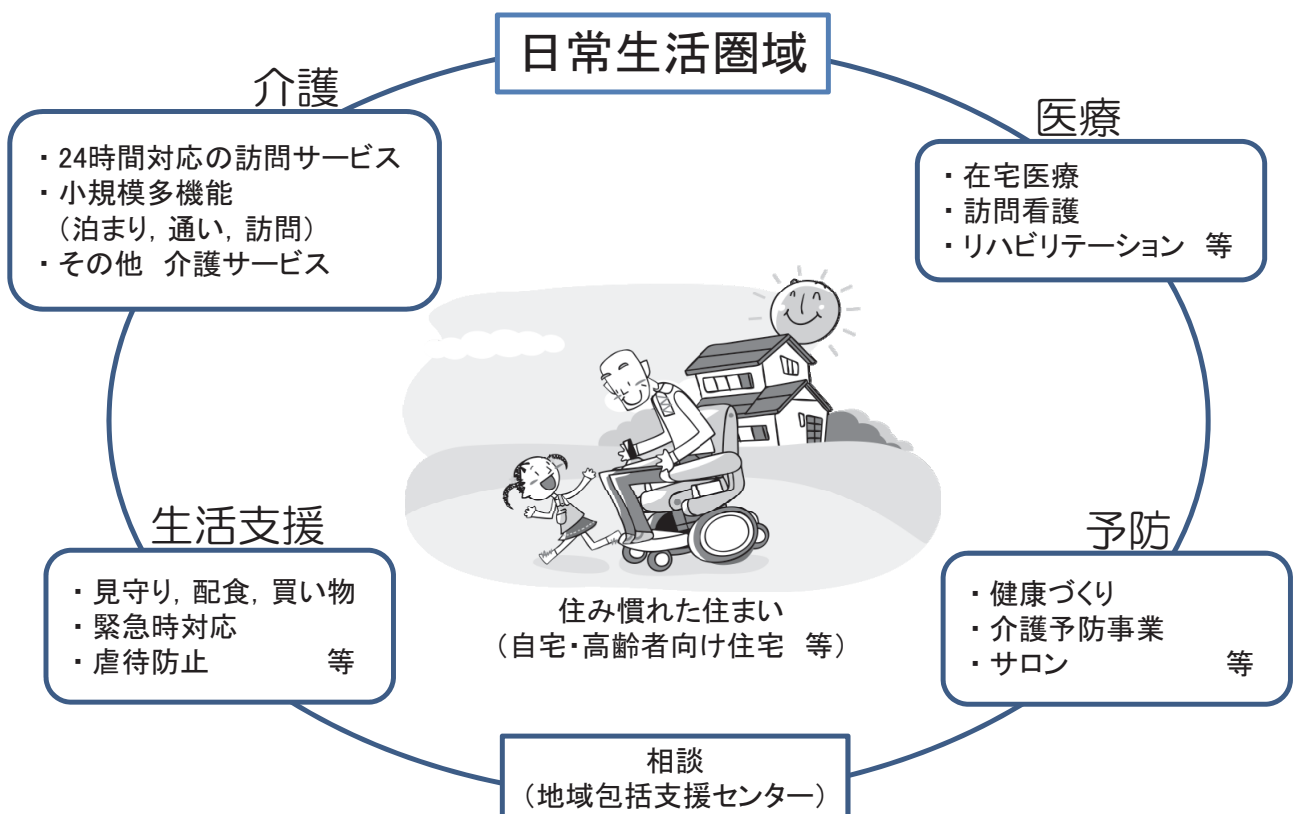 日常生活圏域
介護
・24時間対応の訪問サービス
・小規模多機能
（泊まり，通い，訪問）
・その他　介護サービス
医療
・在宅医療
・訪問看護
・リハビリテーション　等
生活支援
・見守り，配食，買い物
・緊急時対応
・虐待防止　等
住み慣れた住まい
（自宅・高齢者向け住宅　等）
予防
・健康づくり
・介護予防事業
・サロン　等
相談
（地域包括支援センター）